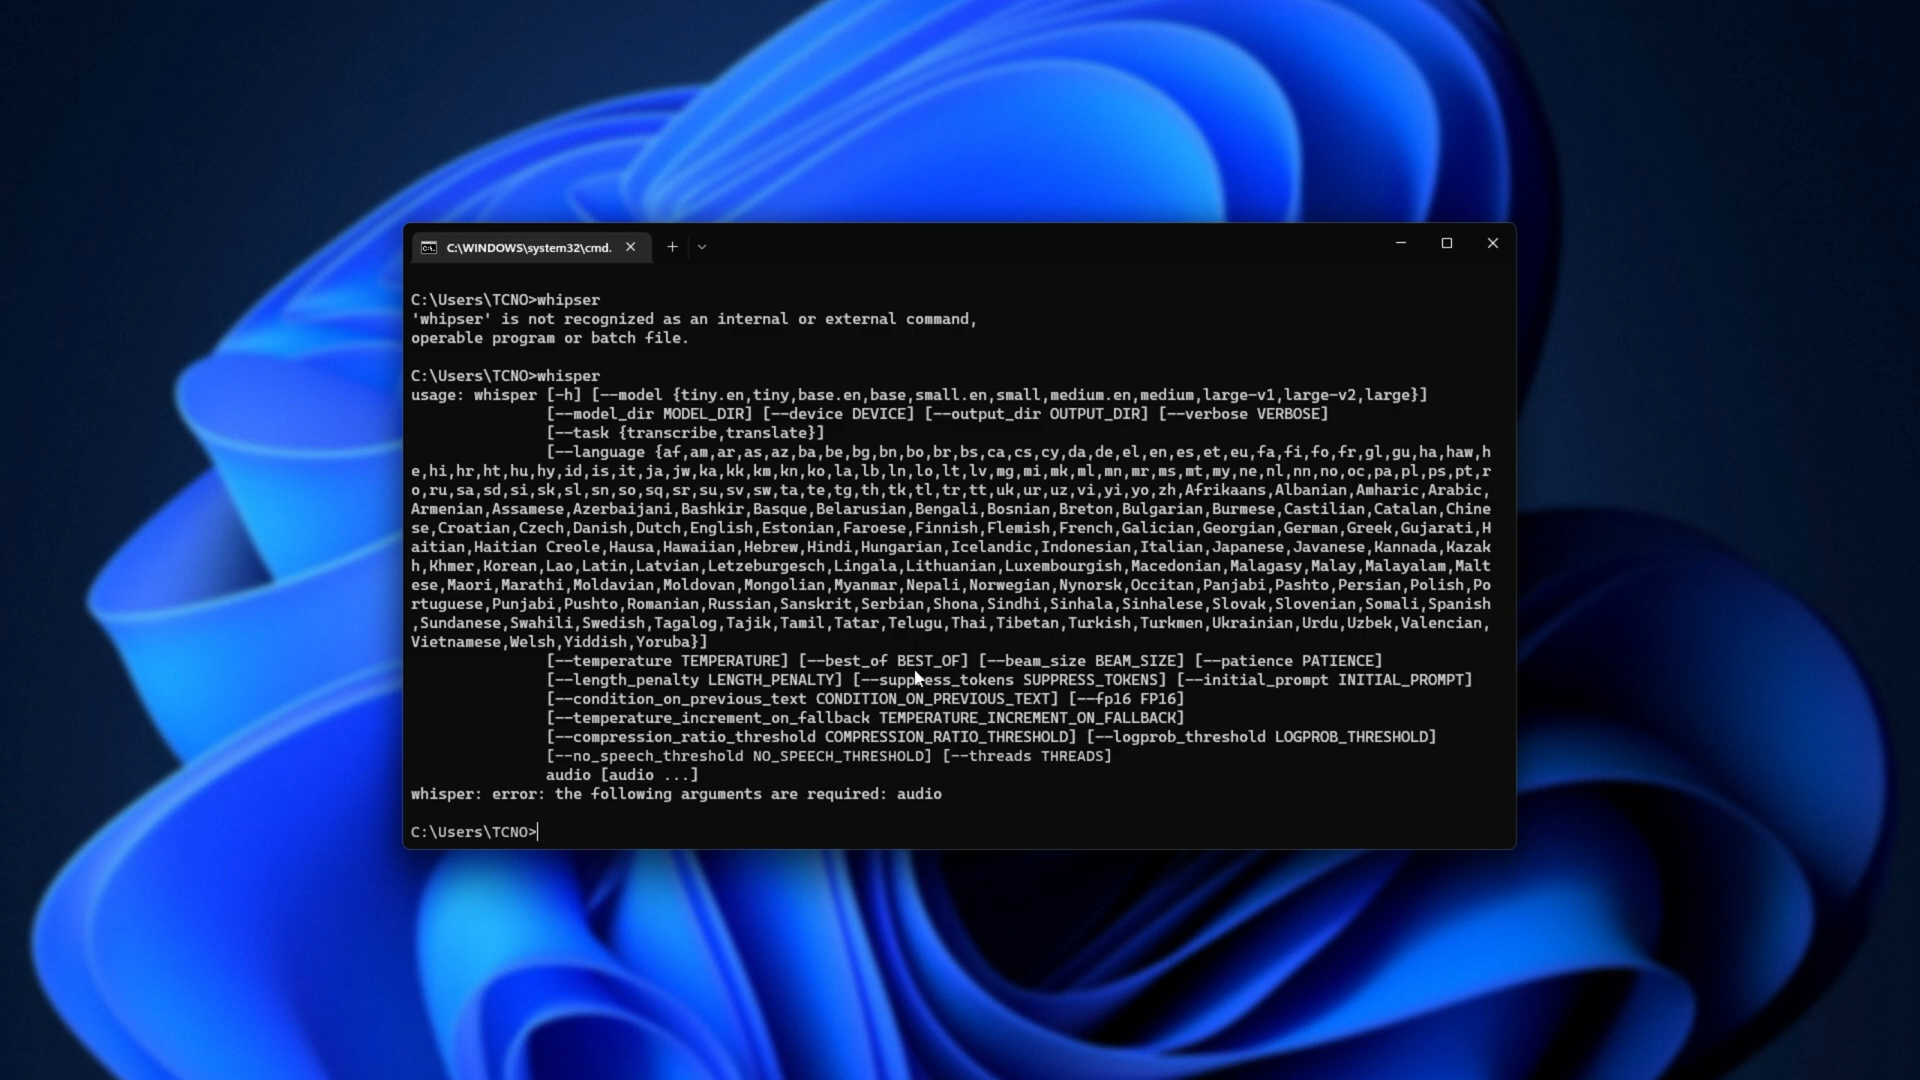 C:\WINDOWS\system32\cmd.
C:\Users\TCNO>whipser
'whipser' is not recognized as an internal or external command,
operable program or batch file.
C:\Users\TCNO>whisper
usage: whisper [-h] [--model {tiny.en,tiny,base.en,base,small.en,small,medium.en,medium,large-v1,large-v2,large}]
[--model_dir MODEL_DIR] [--device DEVICE] [--output_dir OUTPUT_DIR] [--verbose VERBOSE]
[--task {transcribe,translate}]
[--language {af,am,ar,as,az,ba,be,bg,bn,bo,br,bs,ca,cs,cy,da,de,el,en,es,et,eu,fa,fi,fo,fr,gl,gu,ha,haw,h
e,hi,hr,ht,hu,hy,id,is,it,ja,jw,ka,kk,km,kn,ko,la,lb,ln,lo,lt,lv,mg,mi,mk,ml,mn,mr,ms,mt,my,ne,nl,nn,no,oc,pa,pl,ps,pt,r
o,ru,sa,sd,si,sk,sl,sn,so,sq,sr,su,sv,sw,ta,te,tg,th,tk,tl,tr,tt,uk,ur,uz,vi,yi,yo,zh,Afrikaans,Albanian,Amharic,Arabic,
Armenian,Assamese,Azerbaijani,Bashkir,Basque,Belarusian,Bengali,Bosnian,Breton,Bulgarian,Burmese,Castilian,Catalan,Chine
se,Croatian,Czech,Danish,Dutch,English,Estonian,Faroese,Finnish,Flemish,French,Galician,Georgian,German,Greek,Gujarati,H
aitian,Haitian Creole,Hausa,Hawaiian,Hebrew,Hindi,Hungarian,Icelandic,Indonesian,Italian,Japanese,Javanese,Kannada,Kazak
h,Khmer,Korean,Lao,Latin,Latvian,Letzeburgesch,Lingala,Lithuanian,Luxembourgish,Macedonian,Malagasy,Malay,Malayalam,Malt
ese,Maori,Marathi,Moldavian,Moldovan,Mongolian,Myanmar,Nepali,Norwegian,Nynorsk,Occitan,Panjabi,Pashto,Persian,Polish,Po
rtuguese,Punjabi,Pushto,Romanian,Russian,Sanskrit,Serbian,Shona,Sindhi,Sinhala,Sinhalese,Slovak,Slovenian,Somali,Spanish
,Sundanese,Swahili,Swedish,Tagalog,Tajik,Tamil,Tatar,Telugu,Thai,Tibetan,Turkish,Turkmen,Ukrainian,Urdu,Uzbek,Valencian,
Vietnamese,Welsh,Yiddish,Yoruba}]
[--temperature TEMPERATURE] [--best_of BEST_OF] [--beam_size BEAM_SIZE] [--patience PATIENCE]
[--length_penalty LENGTH_PENALTY] [--suppress_tokens SUPPRESS_TOKENS] [--initial_prompt INITIAL_PROMPT]
[--condition_on_previous_text CONDITION_ON_PREVIOUS_TEXT] [--fp16 FP16]
[--temperature_increment_on_fallback TEMPERATURE_INCREMENT_ON_FALLBACK]
[--compression_ratio_threshold COMPRESSION_RATIO_THRESHOLD] [--logprob_threshold LOGPROB_THRESHOLD]
[--no_speech_threshold NO_SPEECH_THRESHOLD] [--threads THREADS]
audio [audio ...]
whisper: error: the following arguments are required: audio
C:\Users\TCNO>